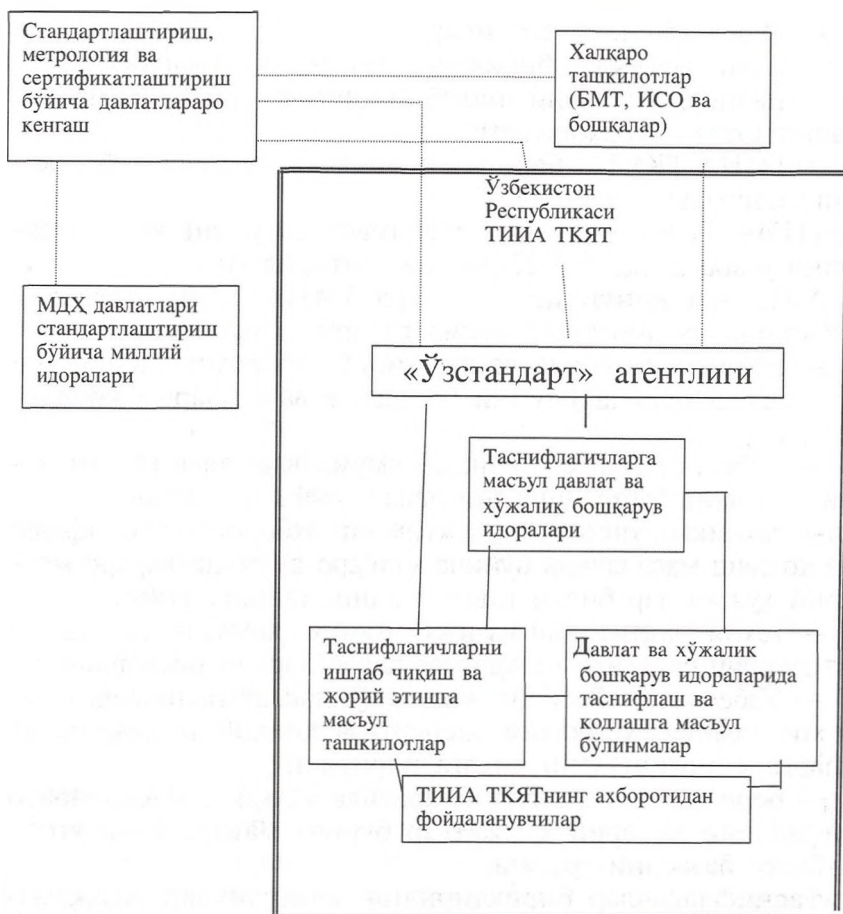 Стандартлаштириш,
метрология ва
сертификатлаштириш
бўйича давлатлараро
кенгаш
Халқаро
ташкилотлар
(БМТ, ИСО ва
бошқалар)
Ўзбекистон
Республикаси
ТИИА ТКЯТ
МДҲ давлатлари
стандартлаштириш
бўйича миллий
идоралари
«Ўзстандарт» агентлиги
Таснифлагичларга
масъул давлат ва
хўжалик бошқарув
идоралари
Таснифлагичларни
ишлаб чиқиш ва
жорий этишга
масъул
ташкилотлар
Давлат ва хўжалик
бошқарув идораларида
таснифлаш ва
кодлашга масъул
бўлинмалар
ТИИА ТКЯТнинг ахборотидан
фойдаланувчилар